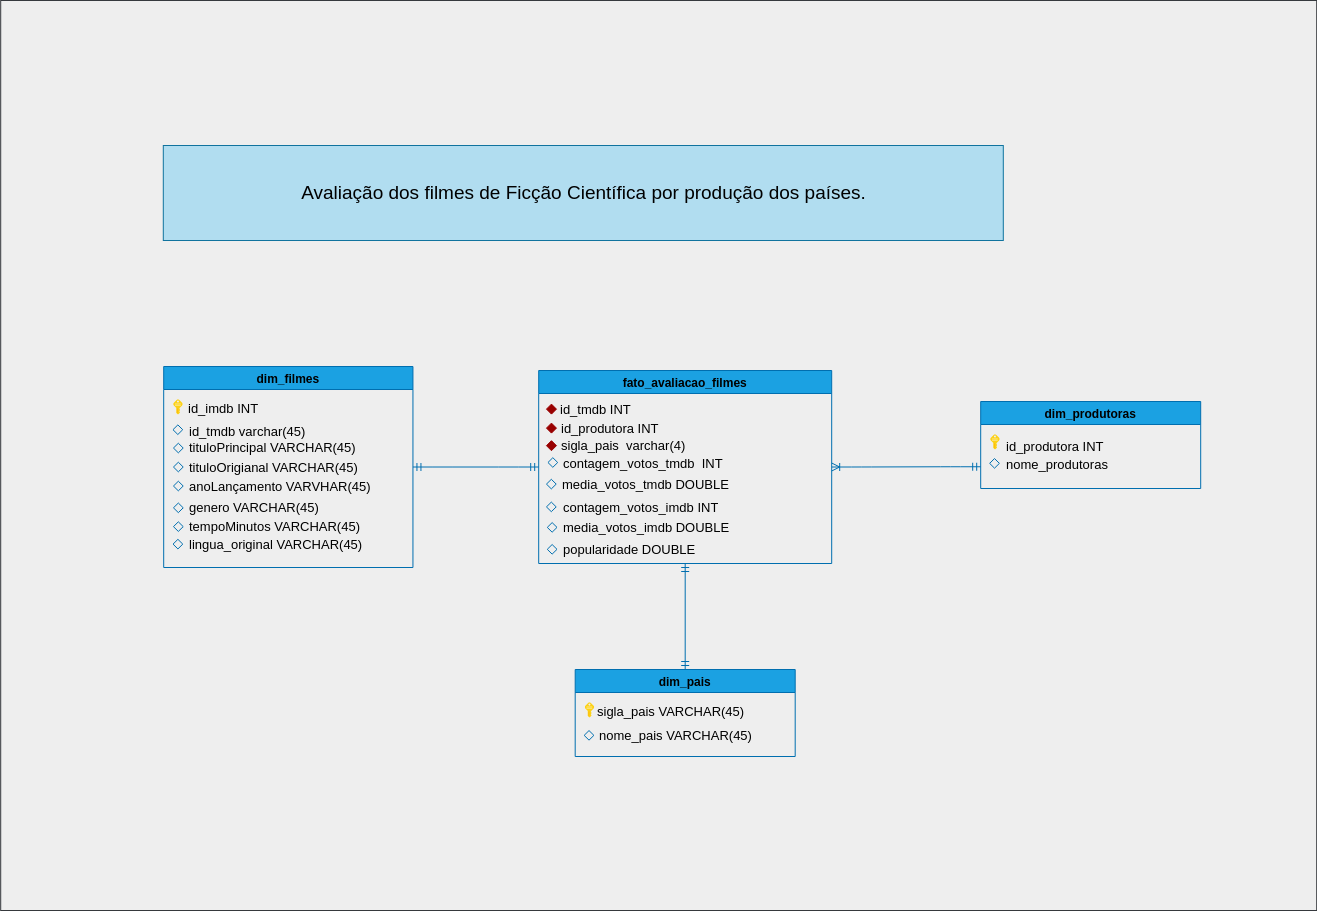 Avaliação dos filmes de Ficção Científica por produção dos países.
dim_filmes
id_imdb INT
id_tmdb varchar(45)
tituloPrincipal VARCHAR(45)
tituloOrigianal VARCHAR(45)
anoLançamento VARVHAR(45)
genero VARCHAR(45)
tempoMinutos VARCHAR(45)
lingua_original VARCHAR(45)
fato_avaliacao_filmes
id_tmdb INT
id_produtora INT
sigla_pais varchar(4)
contagem_votos_tmdb INT
media_votos_tmdb DOUBLE
contagem_votos_imdb INT
media_votos_imdb DOUBLE
popularidade DOUBLE
dim_produtoras
id_produtora INT
nome_produtoras
dim_pais
sigla_pais VARCHAR(45)
nome_pais VARCHAR(45)